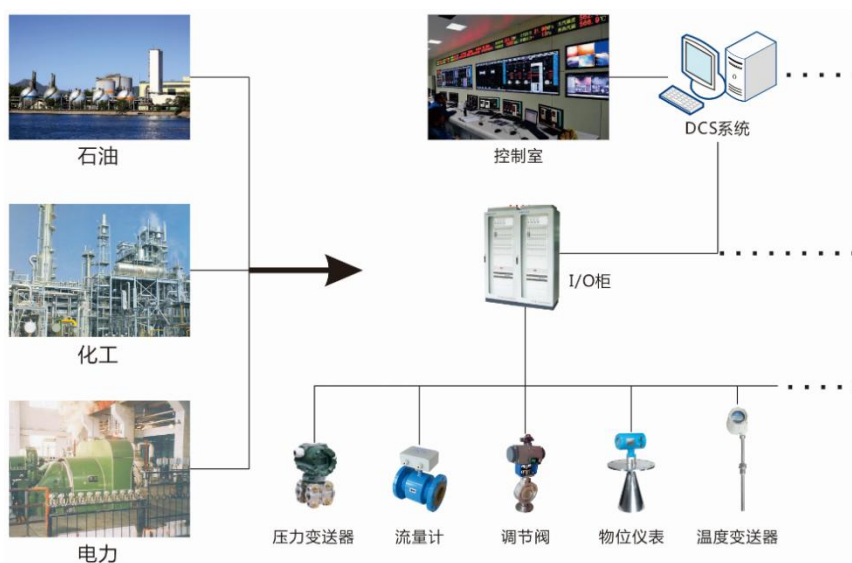 石油
控制室
DCS系统
I/O柜
化工
电力
压力变送器
流量计
调节阀
物位仪表
温度变送器